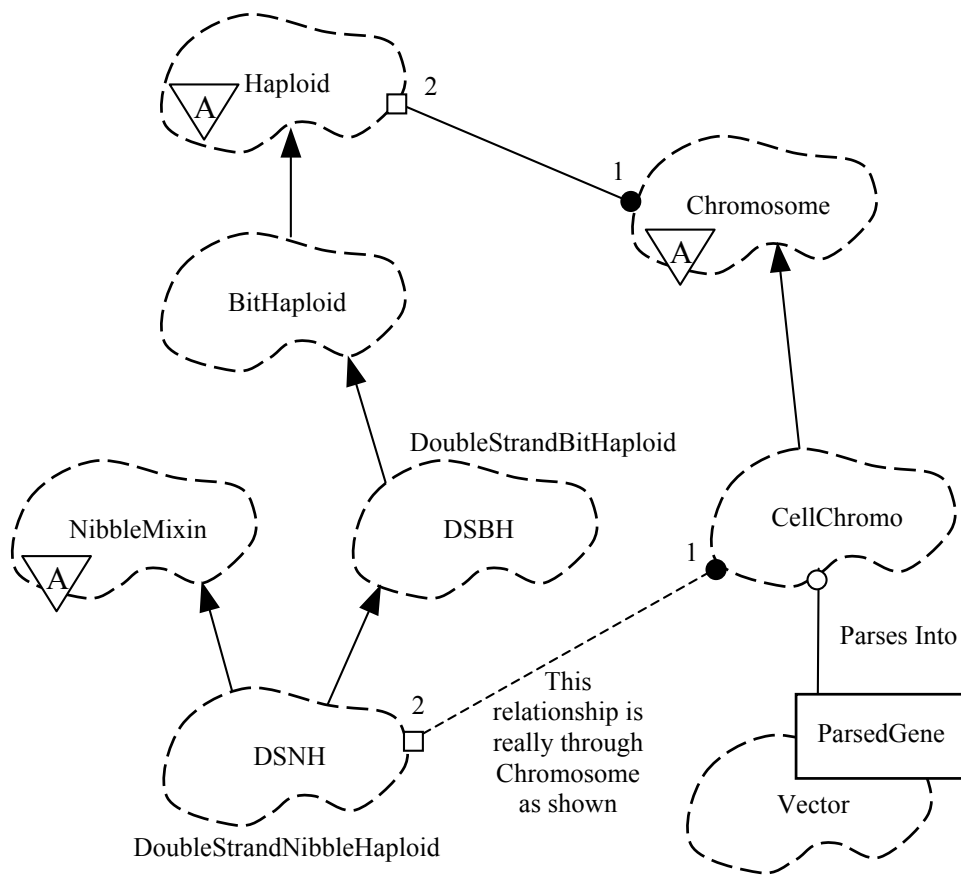 Haploid
A
2
1
Chromosome
A
BitHaploid
DoubleStrandBitHaploid
NibbleMixin
A
DSBH
CellChromo
1
Parses Into
This
relationship is
really through
Chromosome
as shown
2
DSNH
ParsedGene
Vector
DoubleStrandNibbleHaploid